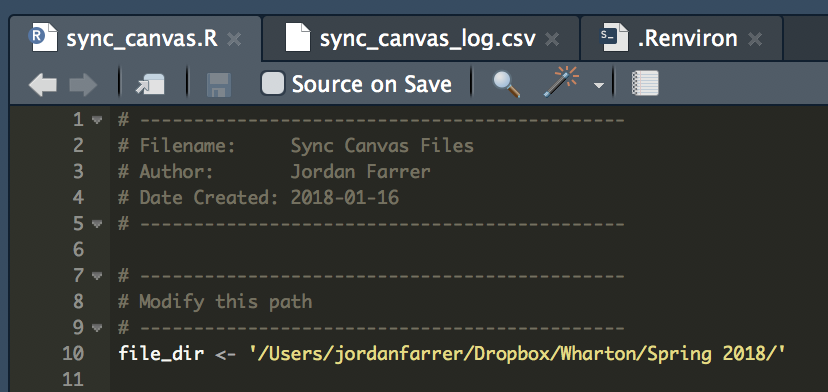 sync_canvas.R sync_canvas_log.csv .Renviron
Source on Save
1 # ---------------------------------------------
2 # Filename:     Sync Canvas Files
3 # Author:       Jordan Farrer
4 # Date Created: 2018-01-16
5 # ---------------------------------------------
6
7 # ---------------------------------------------
8 # Modify this path
9 # ---------------------------------------------
10 file_dir <- '/Users/jordanfarrer/Dropbox/Wharton/Spring 2018/'
11